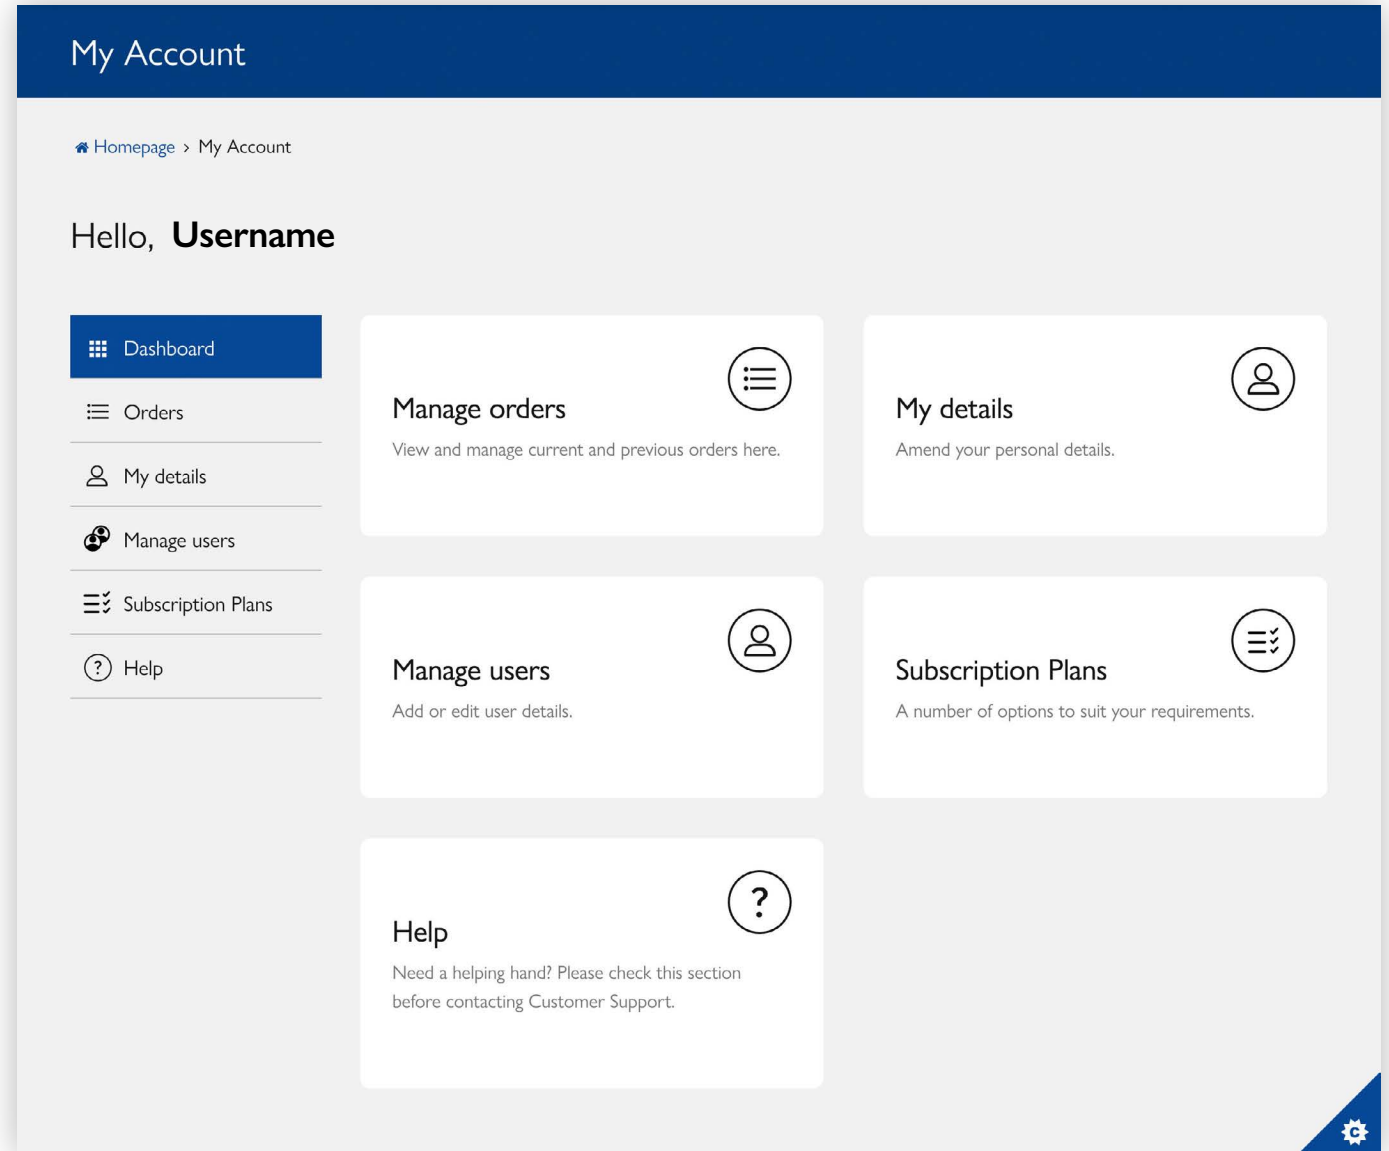 My Account
Homepage > My Account
Hello, Username
Dashboard
Orders
My details
Manage users
Subscription Plans
Help
Manage orders
View and manage current and previous orders here.
My details
Amend your personal details.
Manage users
Add or edit user details.
Subscription Plans
A number of options to suit your requirements.
?
Help
Need a helping hand? Please check this section
before contacting Customer Support.
C